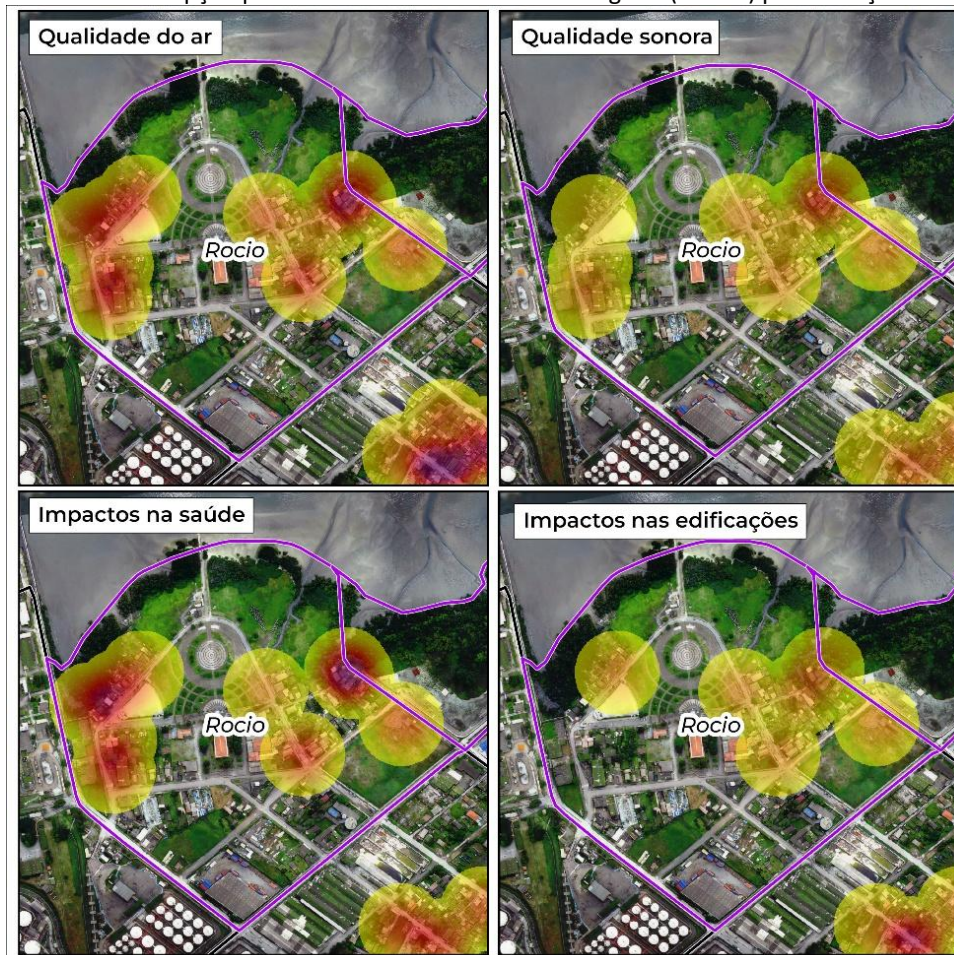 Qualidade do ar
Qualidade sonora
Rocio
Rocio
Impactos na saúde
Impactos nas edificações
Rocio
Rocio